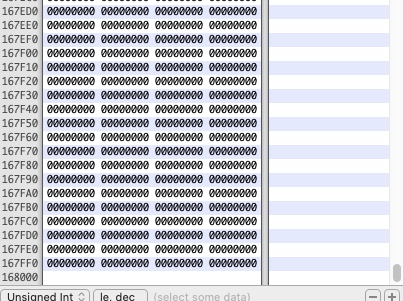 167ED0 00000000 00000000 00000000 00000000
167EE0 00000000 00000000 00000000 00000000
167EF0 00000000 00000000 00000000 00000000
167F00 00000000 00000000 00000000 00000000
167F10 00000000 00000000 00000000 00000000
167F20 00000000 00000000 00000000 00000000
167F30 00000000 00000000 00000000 00000000
167F40 00000000 00000000 00000000 00000000
167F50 00000000 00000000 00000000 00000000
167F60 00000000 00000000 00000000 00000000
167F70 00000000 00000000 00000000 00000000
167F80 00000000 00000000 00000000 00000000
167F90 00000000 00000000 00000000 00000000
167FA0 00000000 00000000 00000000 00000000
167FB0 00000000 00000000 00000000 00000000
167FC0 00000000 00000000 00000000 00000000
167FD0 00000000 00000000 00000000 00000000
167FE0 00000000 00000000 00000000 00000000
167FF0 00000000 00000000 00000000 00000000
168000
Unsigned Int le, dec (select some data)